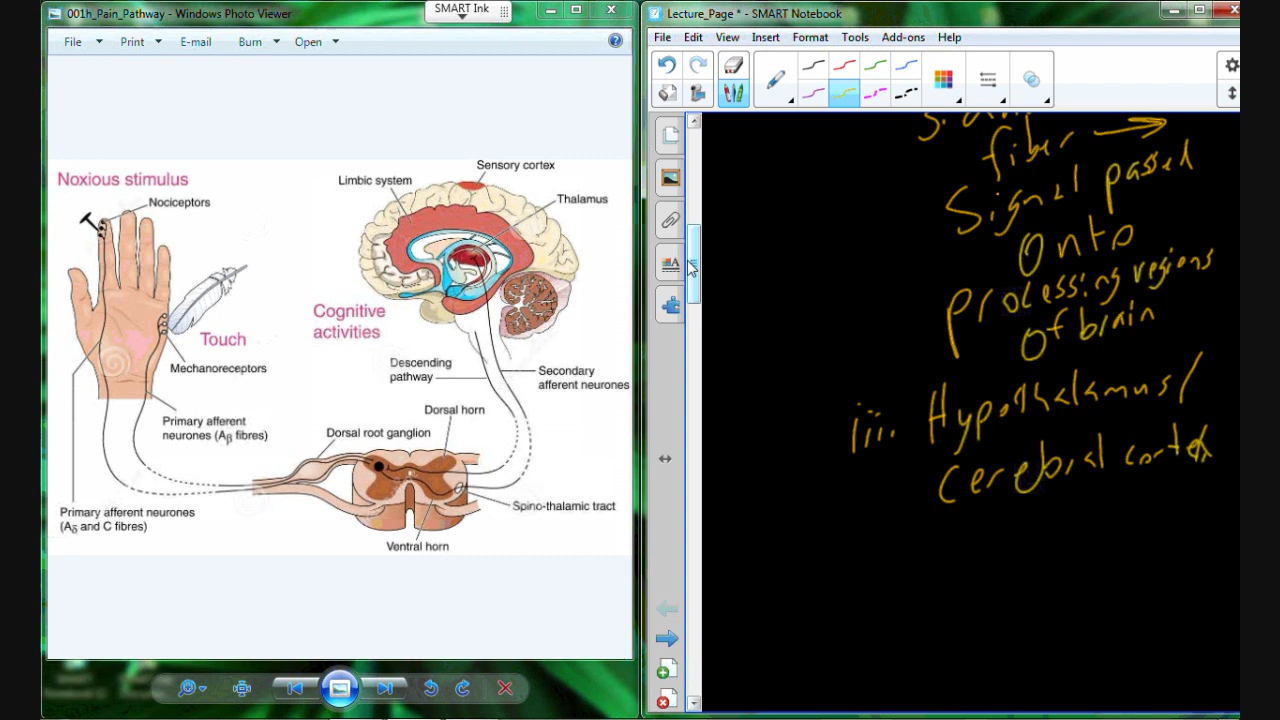 001h_Pain_Pathway - Windows Photo Viewer
SMART Ink
File Print E-mail Burn Open
Noxious stimulus
Nociceptors
Touch
Mechanoreceptors
Primary afferent
neurones (Aβ fibres)
Primary afferent
neurones
(Aδ and C fibres)
Limbic system
Sensory cortex
Thalamus
Cognitive
activities
Descending
pathway
Secondary
afferent neurones
Dorsal horn
Dorsal root ganglion
Spino-thalamic tract
Ventral horn
Lecture_Page * - SMART Notebook
File Edit View Insert Format Tools Add-ons Help
fiber →
Signal passed
Onto
processing regions
Of brain
iii. Hypothalamus/
cerebral cortex